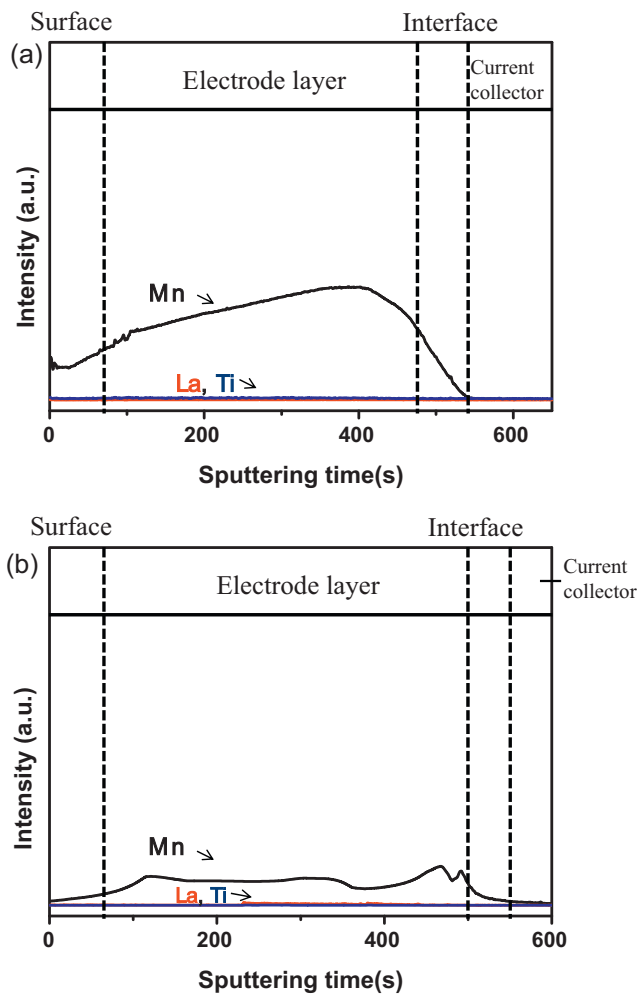 Surface Interface
(a)
Electrode layer
Current
collector
Intensity (a.u.)
Mn
La, Ti
0 200 400 600
Sputtering time(s)
Surface Interface
(b)
Electrode layer
Current
collector
Intensity (a.u.)
Mn
La, Ti
0 200 400 600
Sputtering time(s)